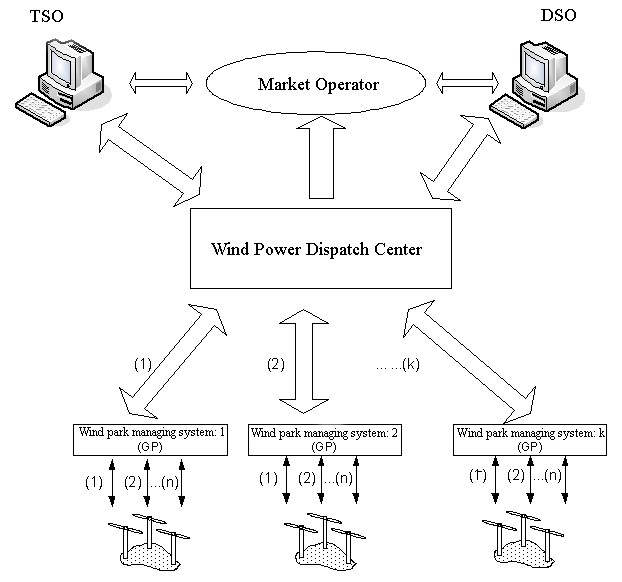 TSO
DSO
Market Operator
Wind Power Dispatch Center
(1)
(2)
... ...(k)
Wind park managing system: 1
(GP)
Wind park managing system: 2
(GP)
Wind park managing system: k
(GP)
(1) (2) ...(n)
(1) (2) ...(n)
(1) (2) ...(n)